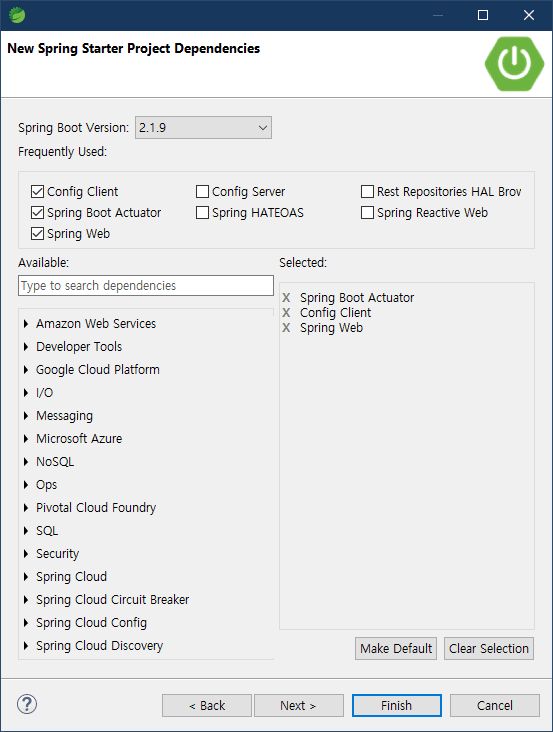 New Spring Starter Project Dependencies
Spring Boot Version: 2.1.9
Frequently Used:
Config Client Config Server Rest Repositories HAL Brow
Spring Boot Actuator Spring HATEOAS Spring Reactive Web
Spring Web
Available: Selected:
Type to search dependencies
X Spring Boot Actuator
X Config Client
X Spring Web
Amazon Web Services
Developer Tools
Google Cloud Platform
I/O
Messaging
Microsoft Azure
NoSQL
Ops
Pivotal Cloud Foundry
SQL
Security
Spring Cloud
Spring Cloud Circuit Breaker
Spring Cloud Config
Spring Cloud Discovery
Make Default Clear Selection
? < Back Next > Finish Cancel